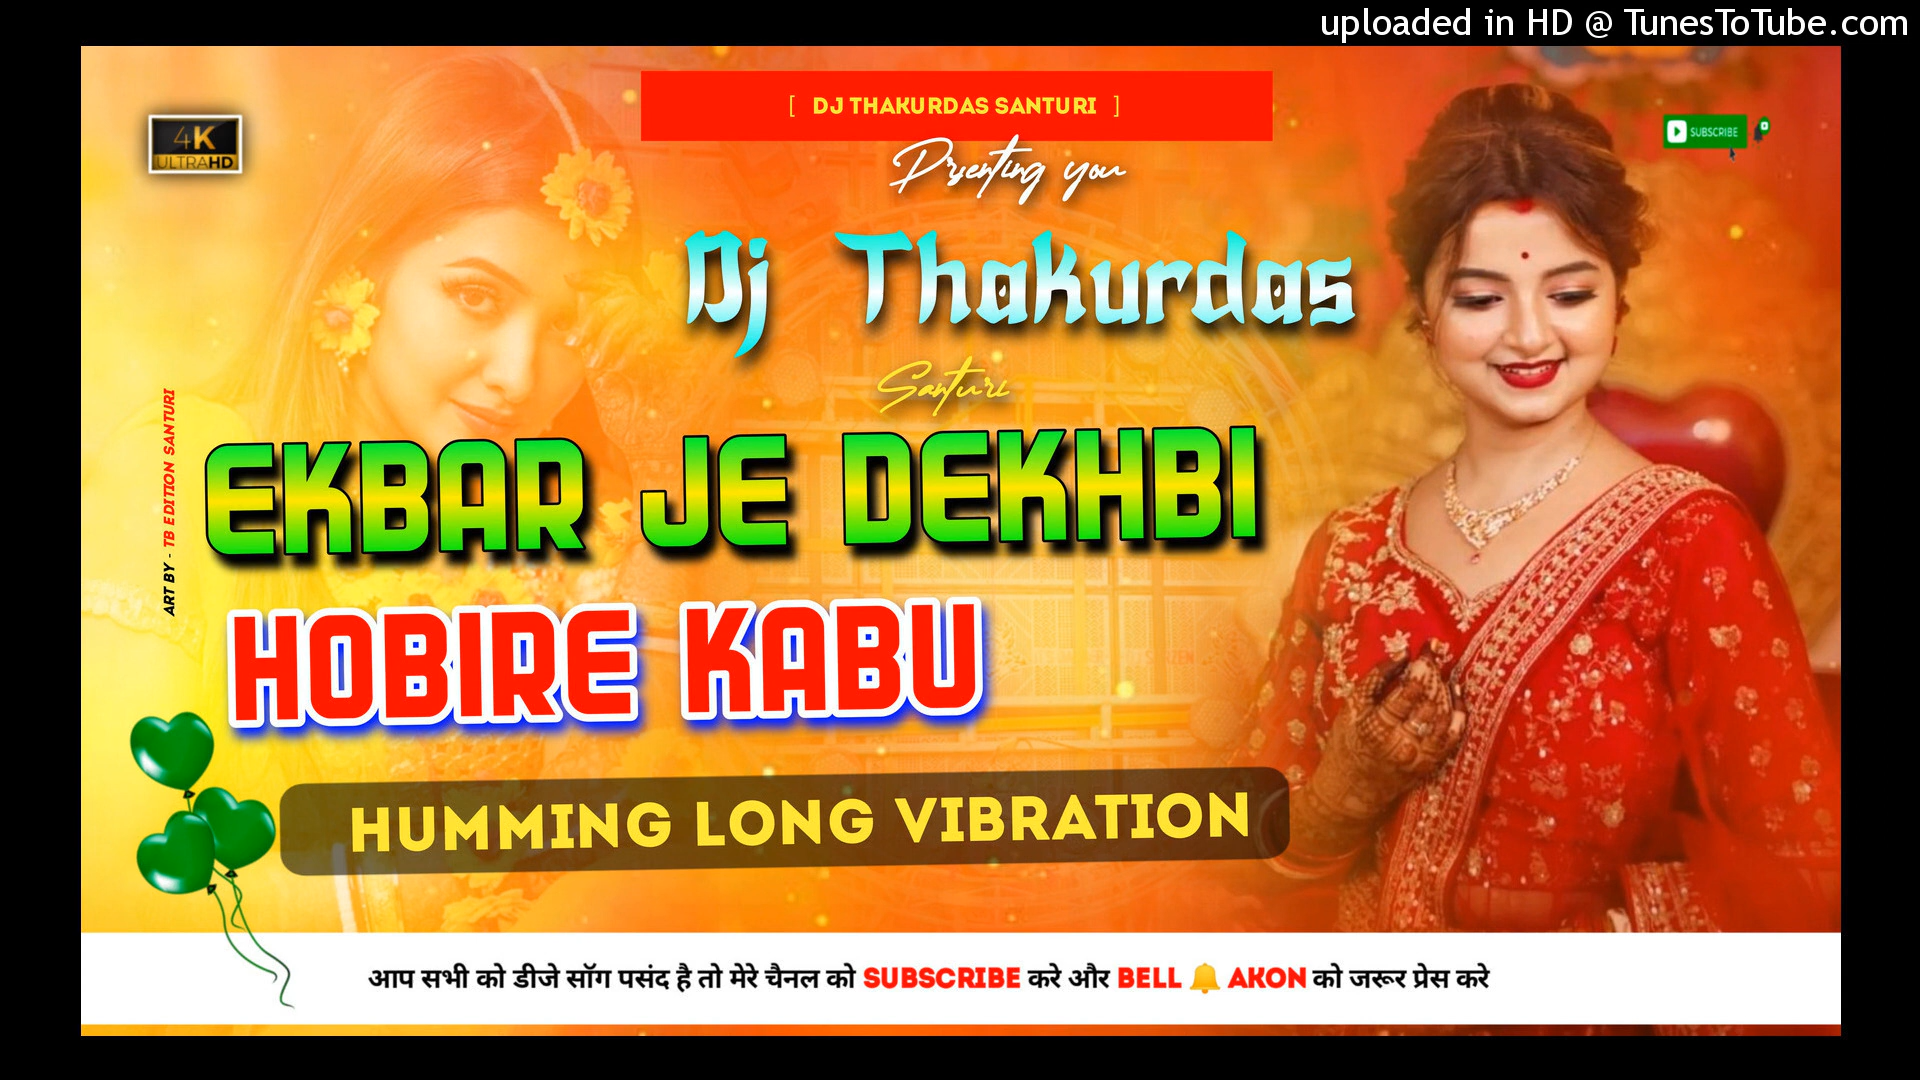 uploaded in HD @ TunesToTube.com
[ DJ THAKURDAS SANTURI ]
4K
ULTRAHD
SUBSCRIBE
Prsenting you
Dj Thakurdas
Santuri
ART BY - TB EDITION SANTURI
EKBAR JE DEKHBI
HOBIRE KABU
HUMMING LONG VIBRATION
आप सभी को डीजे सॉग पसंद है तो मेरे चैनल को SUBSCRIBE करे और BELL 🔔 AKON को जरूर प्रेस करे